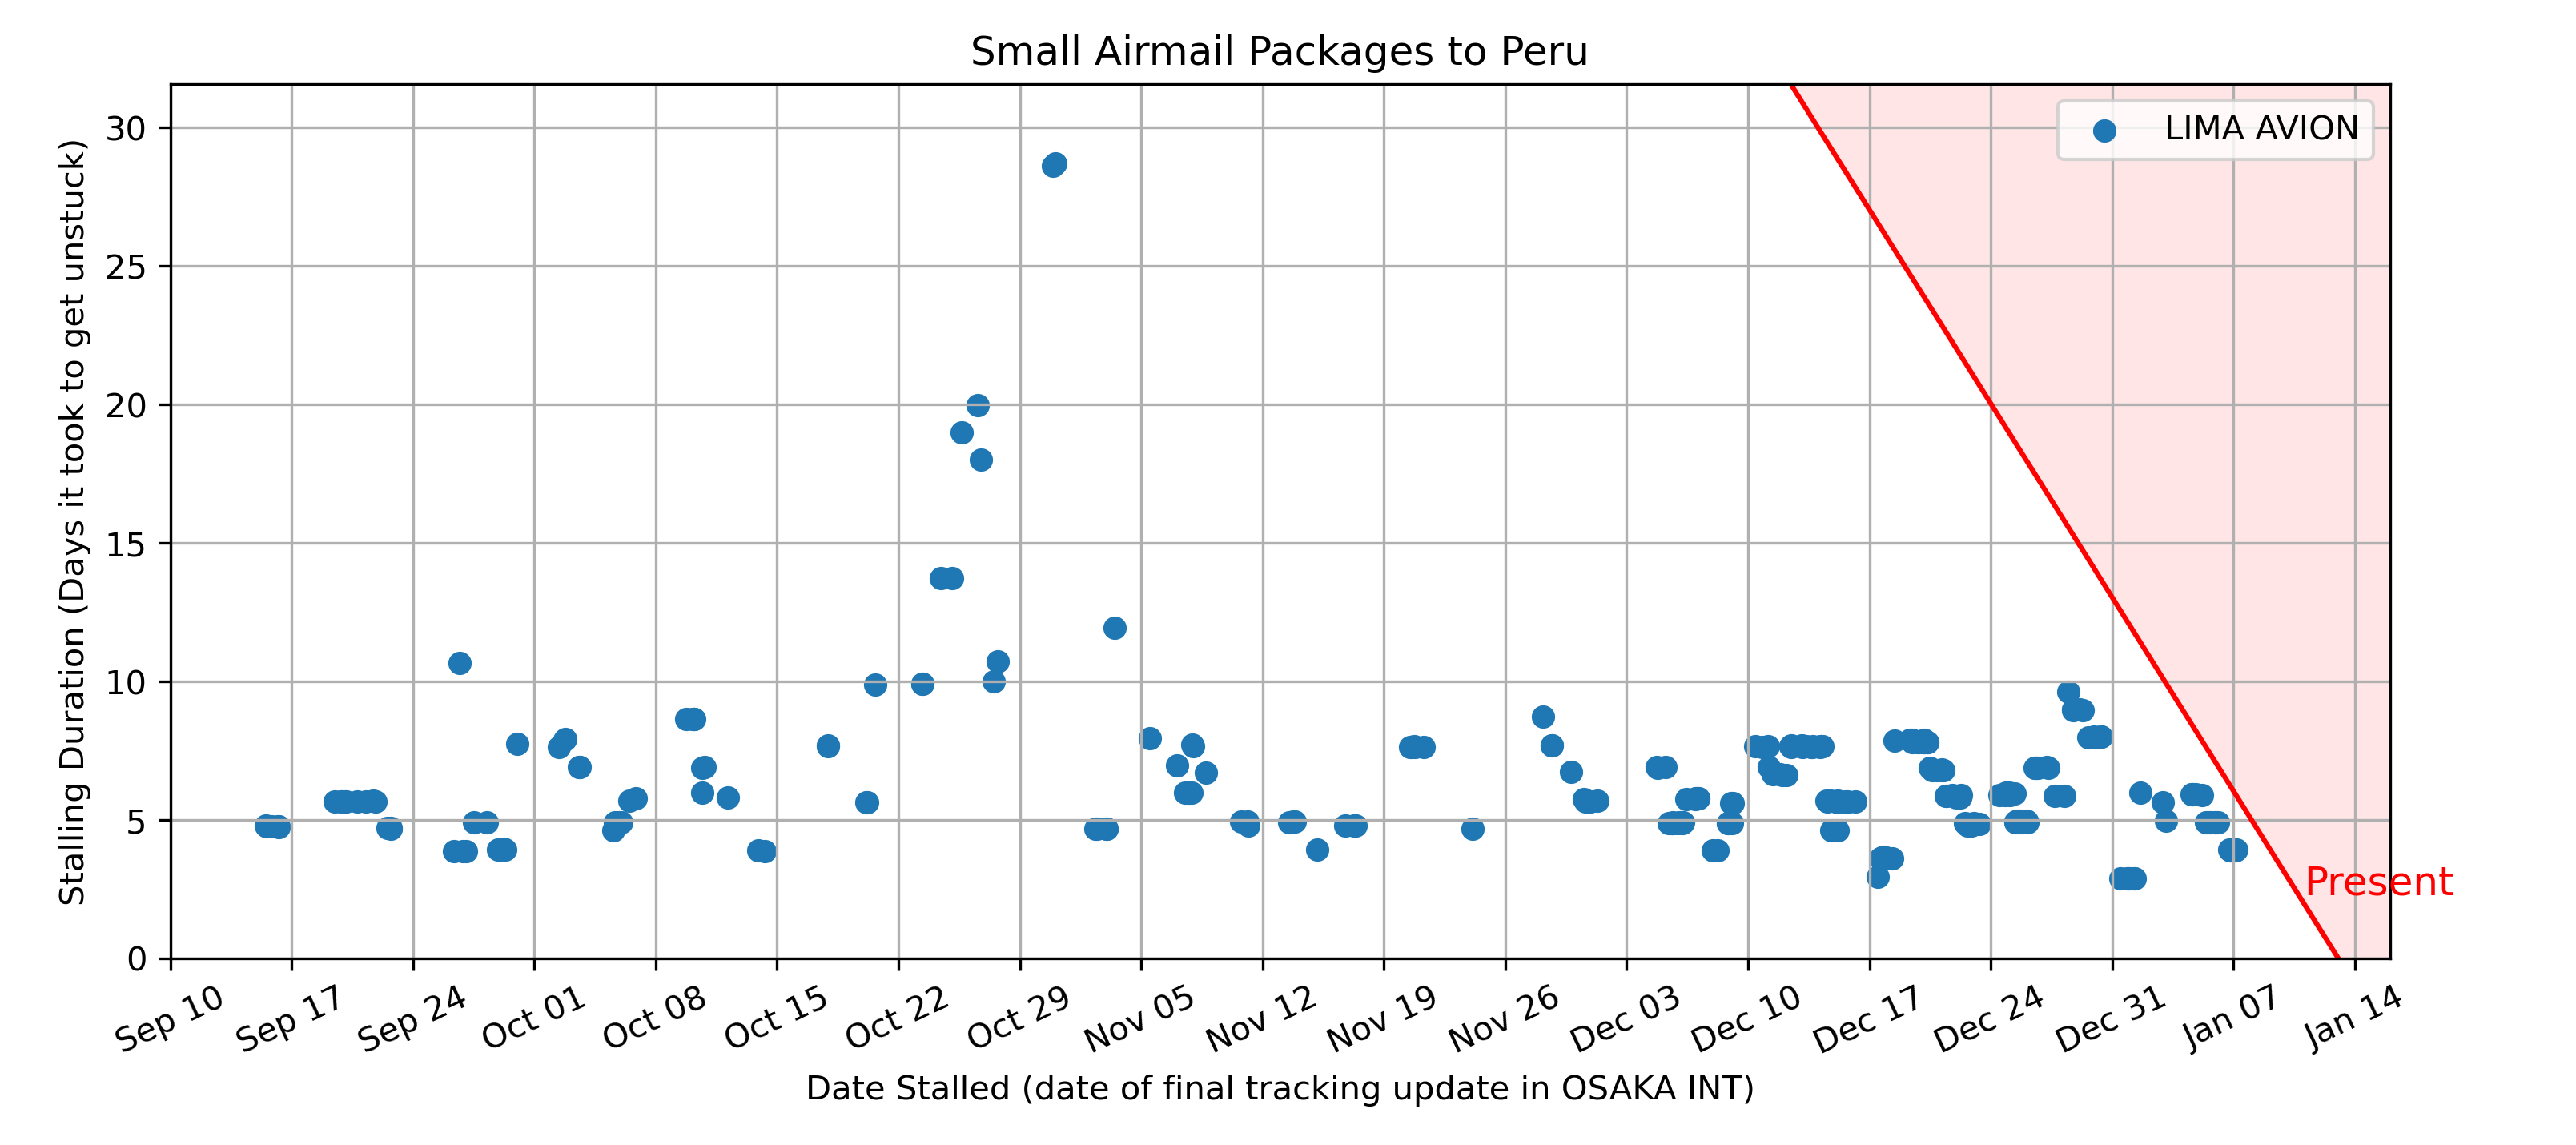 Small Airmail Packages to Peru
LIMA AVION
Stalling Duration (Days it took to get unstuck)
30
25
20
15
10
5
0
Present
Sep 10 Sep 17 Sep 24 Oct 01 Oct 08 Oct 15 Oct 22 Oct 29 Nov 05 Nov 12 Nov 19 Nov 26 Dec 03 Dec 10 Dec 17 Dec 24 Dec 31 Jan 07 Jan 14
Date Stalled (date of final tracking update in OSAKA INT)